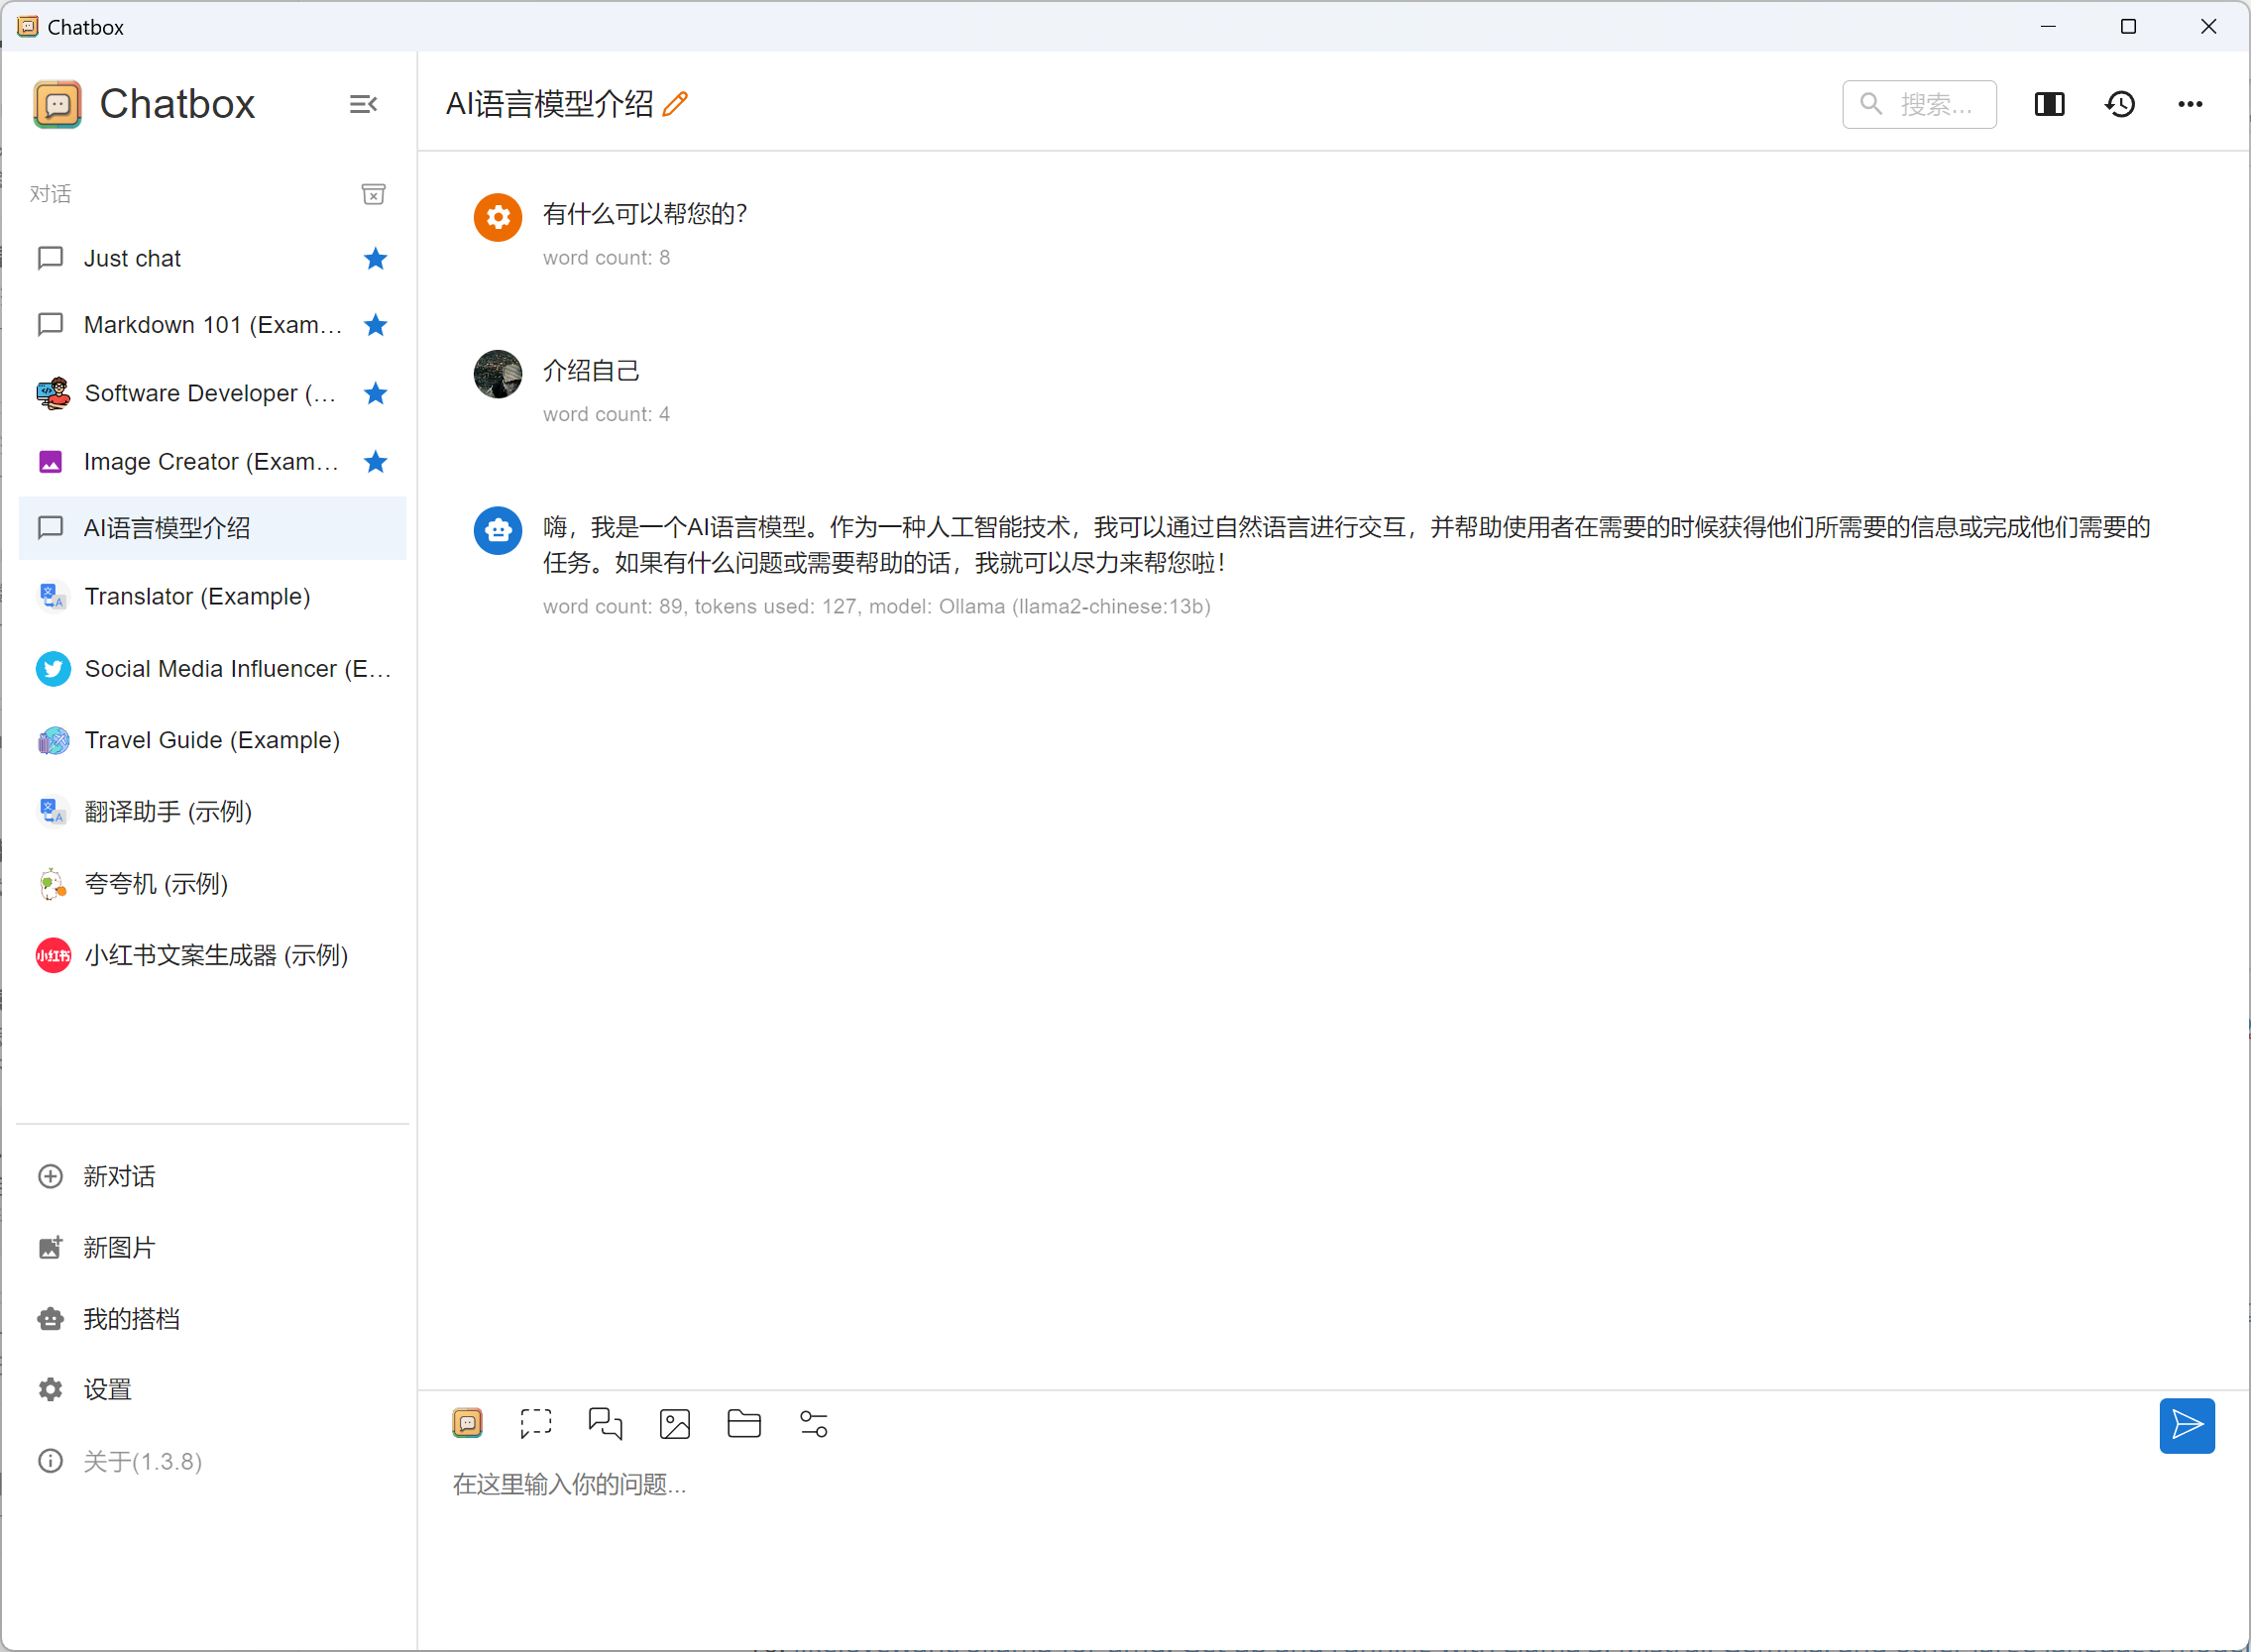 Chatbox
Chatbox
对话
Just chat
Markdown 101 (Exam...
Software Developer (...
Image Creator (Exam...
AI语言模型介绍
Translator (Example)
Social Media Influencer (E...
Travel Guide (Example)
翻译助手 (示例)
夸夸机 (示例)
小红书
小红书文案生成器 (示例)
新对话
新图片
我的搭档
设置
关于(1.3.8)
AI语言模型介绍
搜索...
有什么可以帮您的?
word count: 8
介绍自己
word count: 4
嗨，我是一个AI语言模型。作为一种人工智能技术，我可以通过自然语言进行交互，并帮助使用者在需要的时候获得他们所需要的信息或完成他们需要的
任务。如果有什么问题或需要帮助的话，我就可以尽力来帮您啦！
word count: 89, tokens used: 127, model: Ollama (llama2-chinese:13b)
在这里输入你的问题...